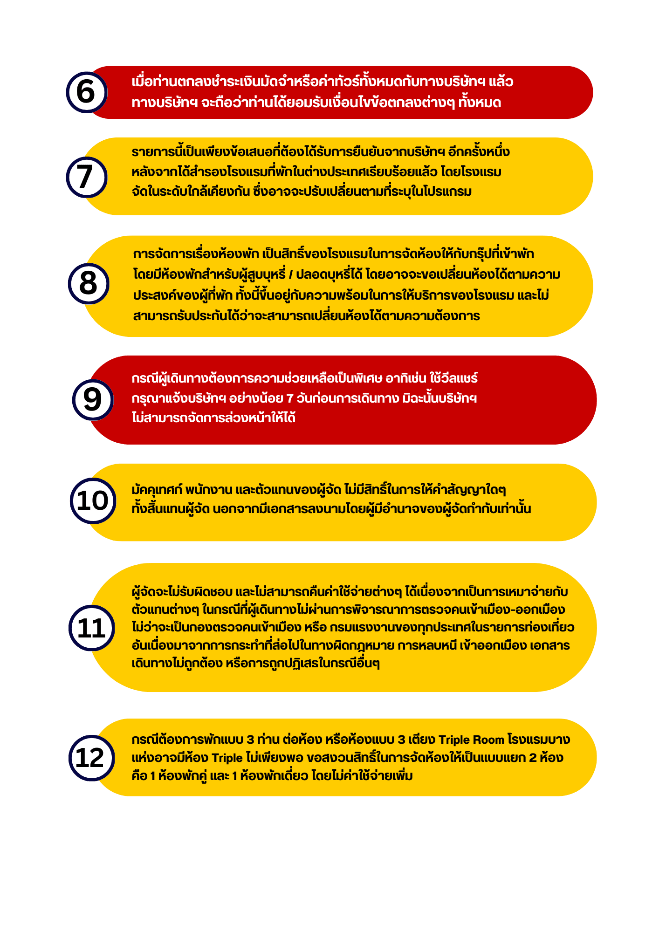 6
เมื่อท่านตกลงชำระเงินมัดจำหรือค่าทัวร์ทั้งหมดกับทางบริษัทฯ แล้ว
ทางบริษัทฯ จะถือว่าท่านได้ยอมรับเงื่อนไขข้อตกลงต่างๆ ทั้งหมด
7
รายการนี้เป็นเพียงข้อเสนอที่ต้องได้รับการยืนยันจากบริษัทฯ อีกครั้งหนึ่ง
หลังจากได้สำรองโรงแรมที่พักในต่างประเทศเรียบร้อยแล้ว โดยโรงแรม
จัดในระดับใกล้เคียงกัน ซึ่งอาจจะปรับเปลี่ยนตามที่ระบุในโปรแกรม
8
การจัดการเรื่องห้องพัก เป็นสิทธิ์ของโรงแรมในการจัดห้องให้กับกรุ๊ปที่เข้าพัก
โดยมีห้องพักสำหรับผู้สูบบุหรี่ / ปลอดบุหรี่ได้ โดยอาจจะขอเปลี่ยนห้องได้ตามความ
ประสงค์ของผู้ที่พัก ทั้งนี้ขึ้นอยู่กับความพร้อมในการให้บริการของโรงแรม และไม่
สามารถรับประกันได้ว่าจะสามารถเปลี่ยนห้องได้ตามความต้องการ
9
กรณีผู้เดินทางต้องการความช่วยเหลือเป็นพิเศษ อาทิเช่น ใช้วีลแชร์
กรุณาแจ้งบริษัทฯ อย่างน้อย 7 วันก่อนการเดินทาง มิฉะนั้นบริษัทฯ
ไม่สามารถจัดการล่วงหน้าให้ได้
10
มัคคุเทศก์ พนักงาน และตัวแทนของผู้จัด ไม่มีสิทธิ์ในการให้คำสัญญาใดๆ
ทั้งสิ้นแทนผู้จัด นอกจากมีเอกสารลงนามโดยผู้มีอำนาจของผู้จัดกำกับเท่านั้น
11
ผู้จัดจะไม่รับผิดชอบ และไม่สามารถคืนค่าใช้จ่ายต่างๆ ได้เนื่องจากเป็นการเหมาจ่ายกับ
ตัวแทนต่างๆ ในกรณีที่ผู้เดินทางไม่ผ่านการพิจารณาการตรวจคนเข้าเมือง-ออกเมือง
ไม่ว่าจะเป็นกองตรวจคนเข้าเมือง หรือ กรมแรงงานของทุกประเทศในรายการท่องเที่ยว
อันเนื่องมาจากการกระทำที่ส่อไปในทางผิดกฎหมาย การหลบหนี เข้าออกเมือง เอกสาร
เดินทางไม่ถูกต้อง หรือการถูกปฏิเสธในกรณีอื่นๆ
12
กรณีต้องการพักแบบ 3 ท่าน ต่อห้อง หรือห้องแบบ 3 เตียง Triple Room โรงแรมบาง
แห่งอาจมีห้อง Triple ไม่เพียงพอ ขอสงวนสิทธิ์ในการจัดห้องให้เป็นแบบแยก 2 ห้อง
คือ 1 ห้องพักคู่ และ 1 ห้องพักเดี่ยว โดยไม่ค่าใช้จ่ายเพิ่ม